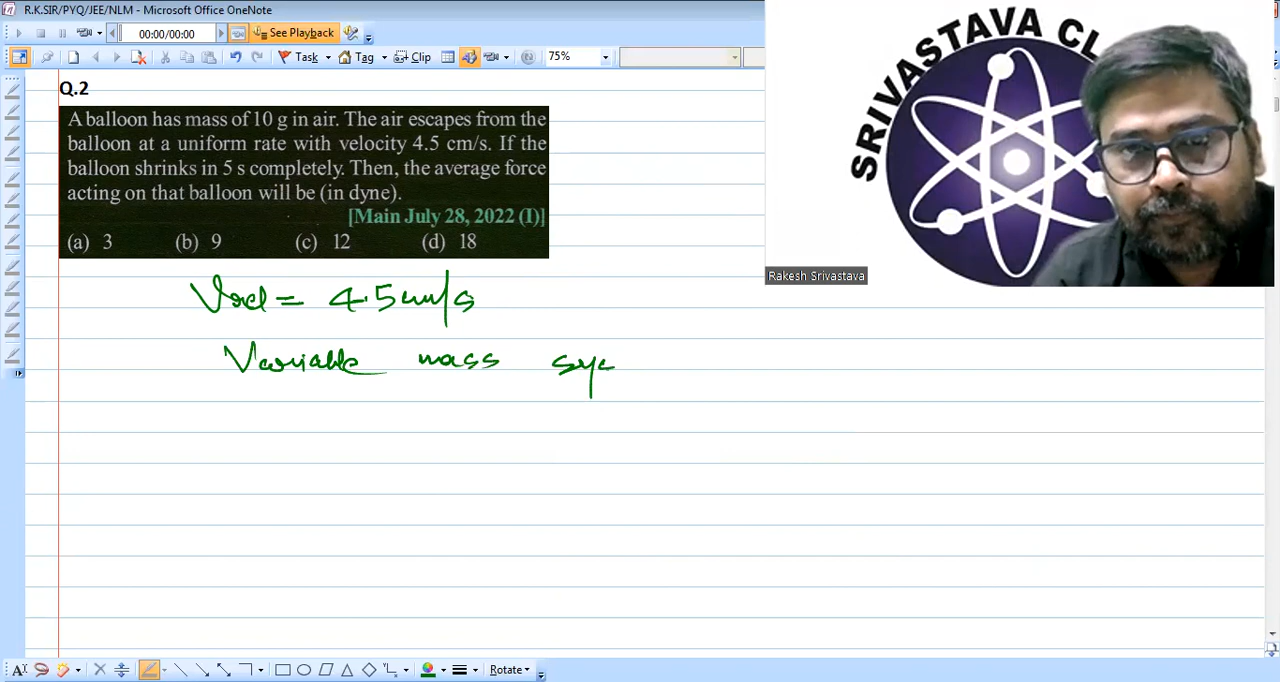 R.K.SIR/PYQ/JEE/NLM - Microsoft Office OneNote
00:00/00:00 See Playback
Task Tag Clip 75%
SRIVASTAVA CL
Q.2
A balloon has mass of 10 g in air. The air escapes from the
balloon at a uniform rate with velocity 4.5 cm/s. If the
balloon shrinks in 5 s completely. Then, the average force
acting on that balloon will be (in dyne).
[Main July 28, 2022 (I)]
(a) 3 (b) 9 (c) 12 (d) 18
Rakesh Srivastava
Vrel = 4.5 cm/s
Variable mass sys
Rotate